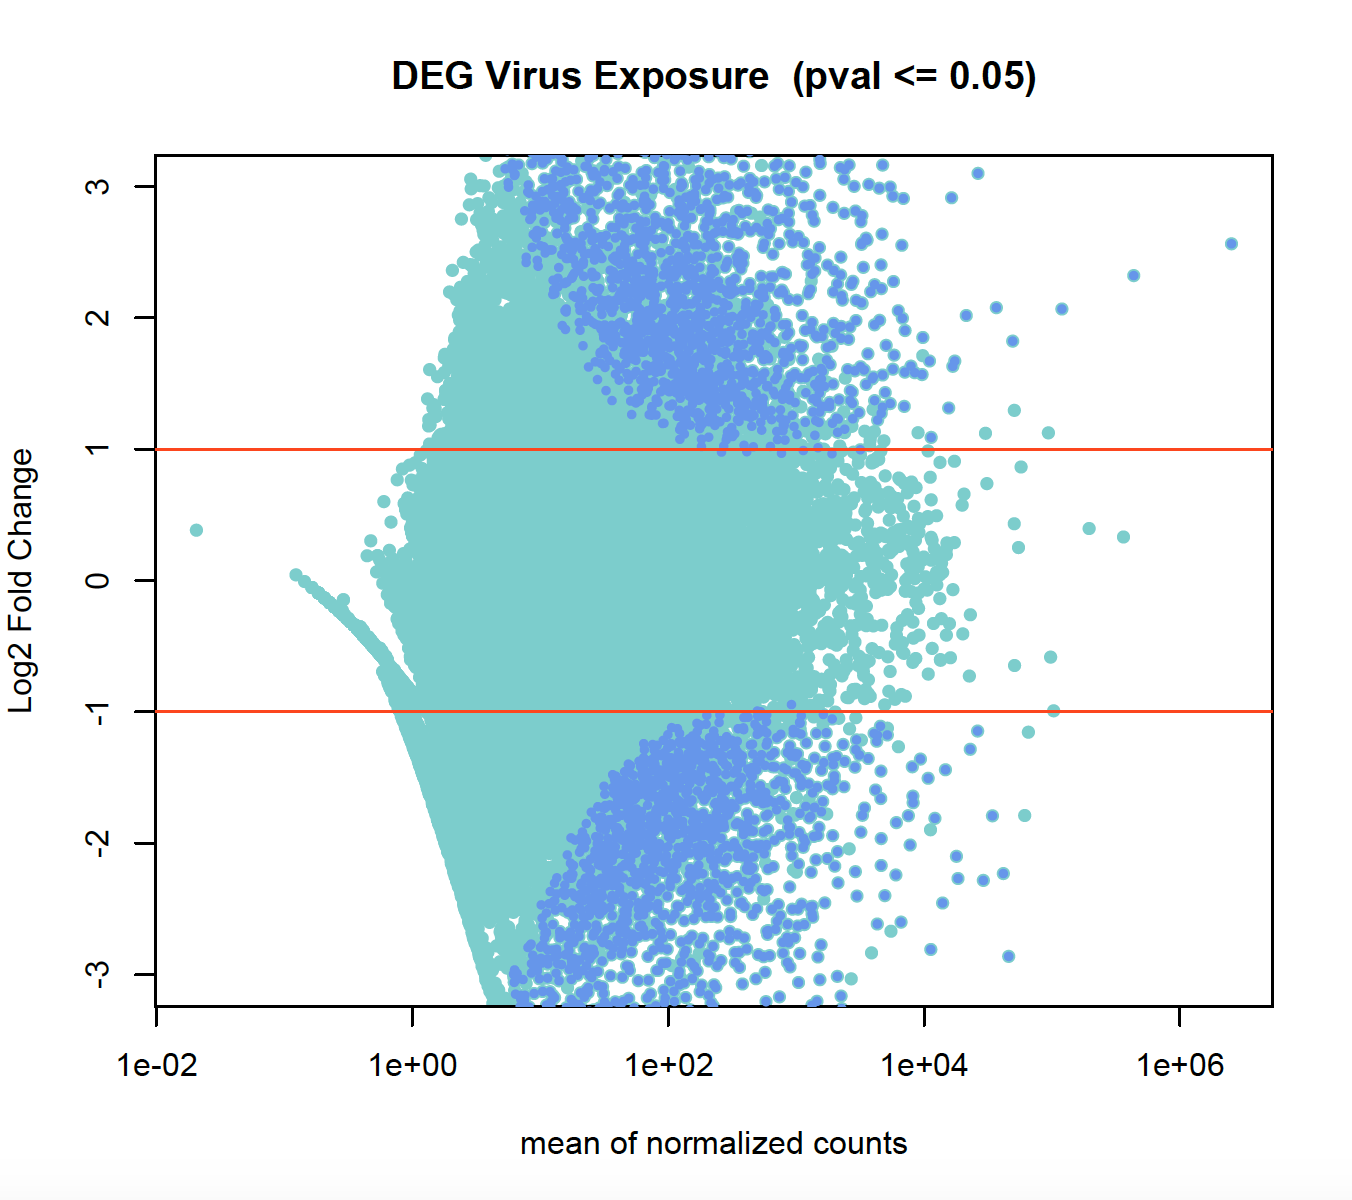 DEG Virus Exposure  (pval <= 0.05)
Log2 Fold Change
3
2
1
0
-1
-2
-3
1e-02 1e+00 1e+02 1e+04 1e+06
mean of normalized counts